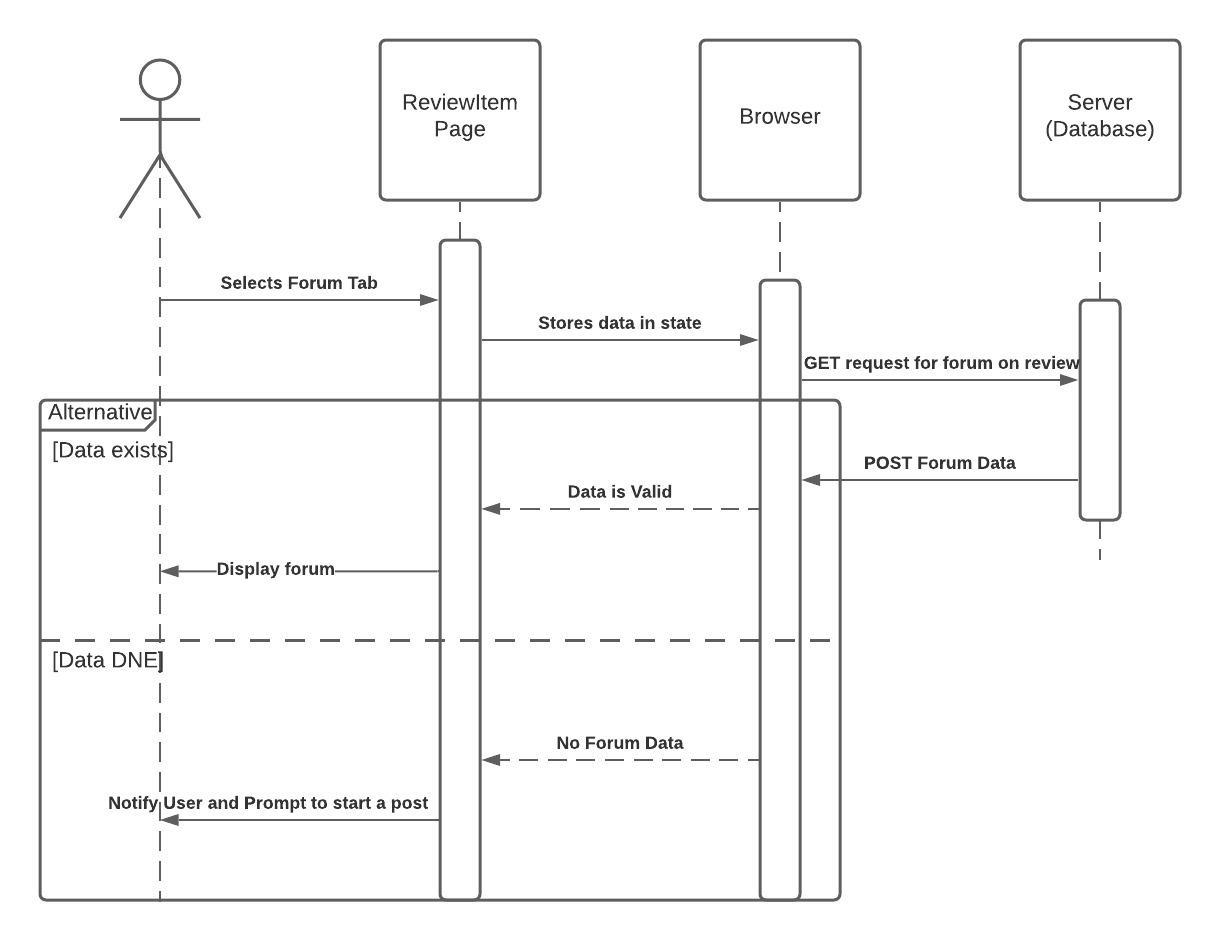 ReviewItem
Page
Browser
Server
(Database)
Selects Forum Tab
Stores data in state
GET request for forum on review
Alternative
[Data exists]
POST Forum Data
Data is Valid
Display forum
[Data DNE]
No Forum Data
Notify User and Prompt to start a post